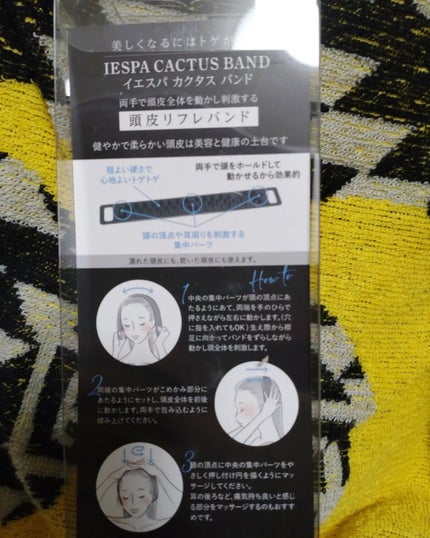 美しくなるにはトゲが
IESPA CACTUS BAND
イエスパ カクタス バンド
両手で頭皮全体を動かし刺激する
頭皮リフレバンド
健やかで柔らかい頭皮は美容と健康の土台です
程よい硬さで
心地よいトゲトゲ
両手で頭をホールドして
動かせるから効果的
頭の頂点や耳周りを刺激する
集中パーツ
濡れた頭皮にも、乾いた頭皮にも使えます。
How to
1
中央の集中パーツが頭の頂点にあ
たるようにあて、両端を手のひらで
押さえながら左右に動かします。(穴
に指を入れてもOK) 生え際から襟
足に向かってバンドをずらしながら
動かし頭全体を刺激します。
2
両端の集中パーツがこめかみ部分に
あたるようにセットし、頭皮全体を前後
に動かします。両手で包み込むように
揉み上げてください。
3
頭の頂点に中央の集中パーツをや
さしく押し付け円を描くようにマッ
サージしてください。
耳の後ろなど、痛気持ち良いと感じ
る部分をマッサージするのもおすす
めです。